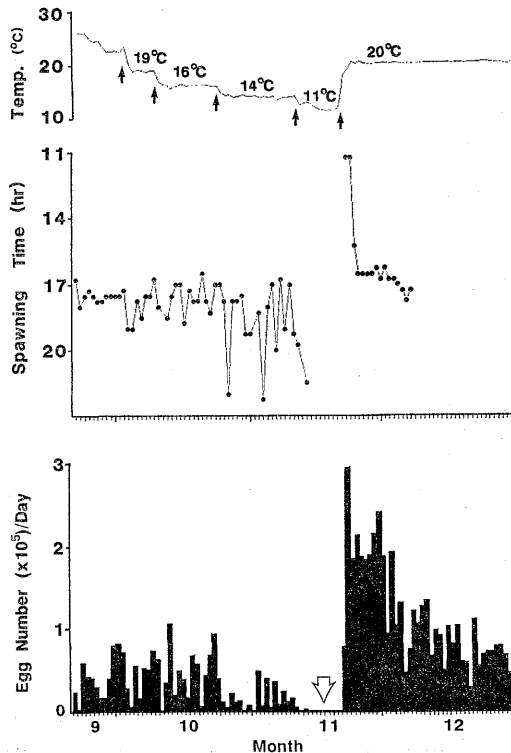 Temp. (°C)
30
20
10
19°C
16°C
14°C
11°C
20°C
Spawning Time (hr)
11
14
17
20
Egg Number (x10⁵)/Day
3
2
1
0
9 10 11 12
Month